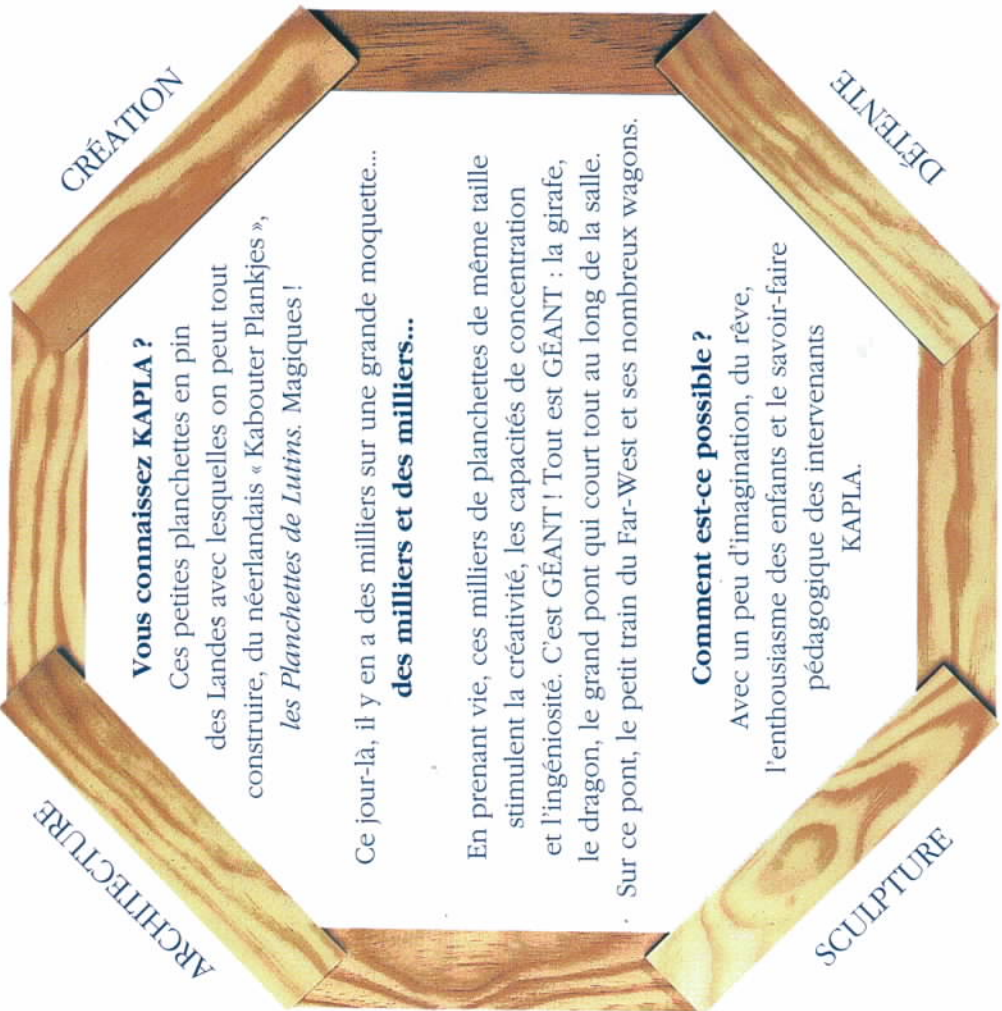 ARCHITECTURE
CRÉATION
Vous connaissez KAPLA ?
Ces petites planchettes en pin
des Landes avec lesquelles on peut tout
construire, du néerlandais « Kabouter Plankjes »,
les Planchettes de Lutins. Magiques !
Ce jour-là, il y en a des milliers sur une grande moquette...
des milliers et des milliers...
En prenant vie, ces milliers de planchettes de même taille
stimulent la créativité, les capacités de concentration
et l'ingéniosité. C'est GÉANT ! Tout est GÉANT : la girafe,
le dragon, le grand pont qui court tout au long de la salle.
Sur ce pont, le petit train du Far-West et ses nombreux wagons.
Comment est-ce possible ?
Avec un peu d'imagination, du rêve,
l'enthousiasme des enfants et le savoir-faire
pédagogique des intervenants
KAPLA.
SCULPTURE
DÉTENTE